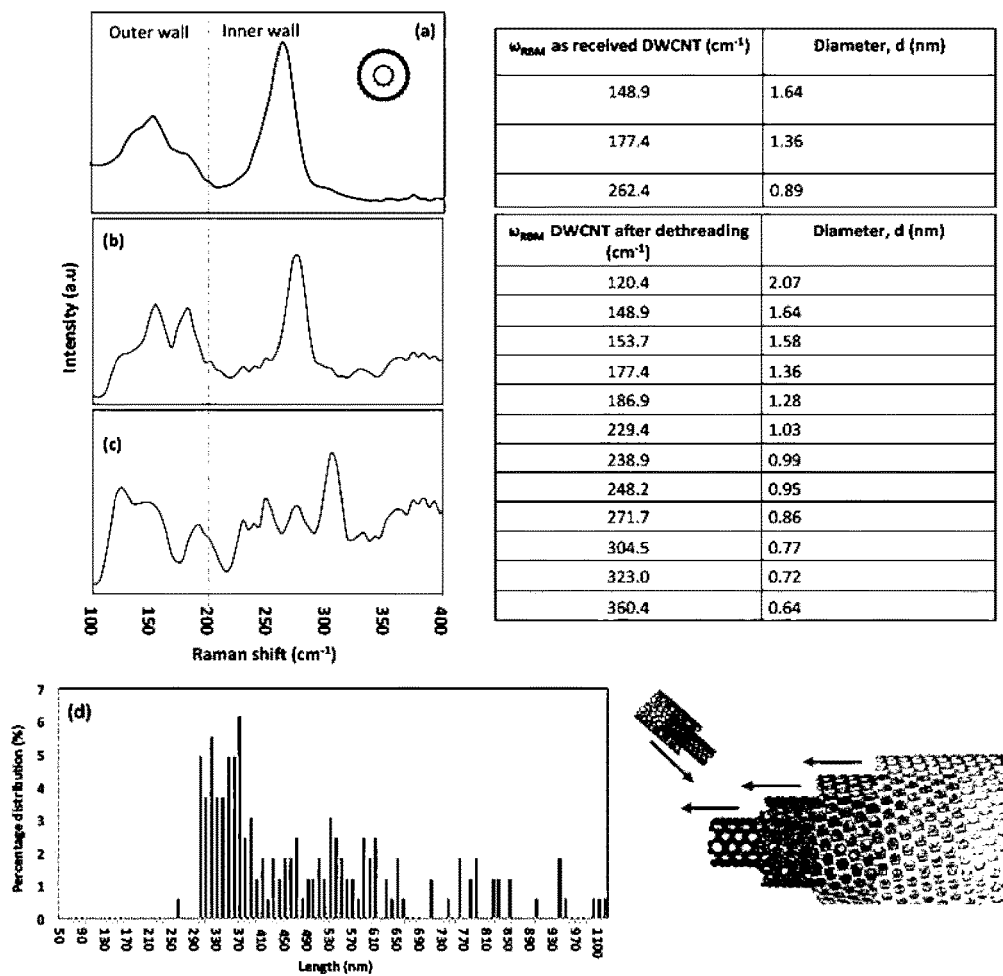 Outer wall Inner wall (a)
(b)
(c)
Intensity (a.u)
100 150 200 250 300 350 400
Raman shift (cm⁻¹)
ωRBM as received DWCNT (cm⁻¹) Diameter, d (nm)
148.9 1.64
177.4 1.36
262.4 0.89
ωRBM DWCNT after dethreading Diameter, d (nm)
(cm⁻¹]
120.4 2.07
148.9 1.64
153.7 1.58
177.4 1.36
186.9 1.28
229.4 1.03
238.9 0.99
248.2 0.95
271.7 0.86
304.5 0.77
323.0 0.72
360.4 0.64
(d)
Percentage distribution (%)
7
6
5
4
3
2
1
0
50 90 130 170 210 250 290 330 370 410 450 490 530 570 610 650 690 730 770 810 850 890 930 970 1 100
Length (nm)